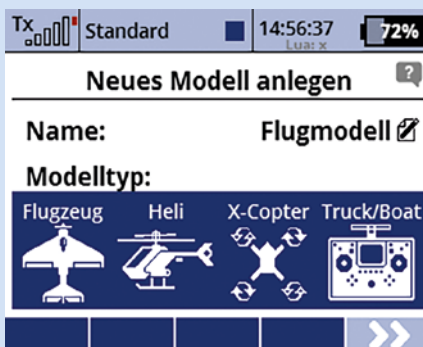 Tx Standard 14:56:37 72%
Lua: x
Neues Modell anlegen ?
Name: Flugmodell
Modelltyp:
Flugzeug Heli X-Copter Truck/Boat